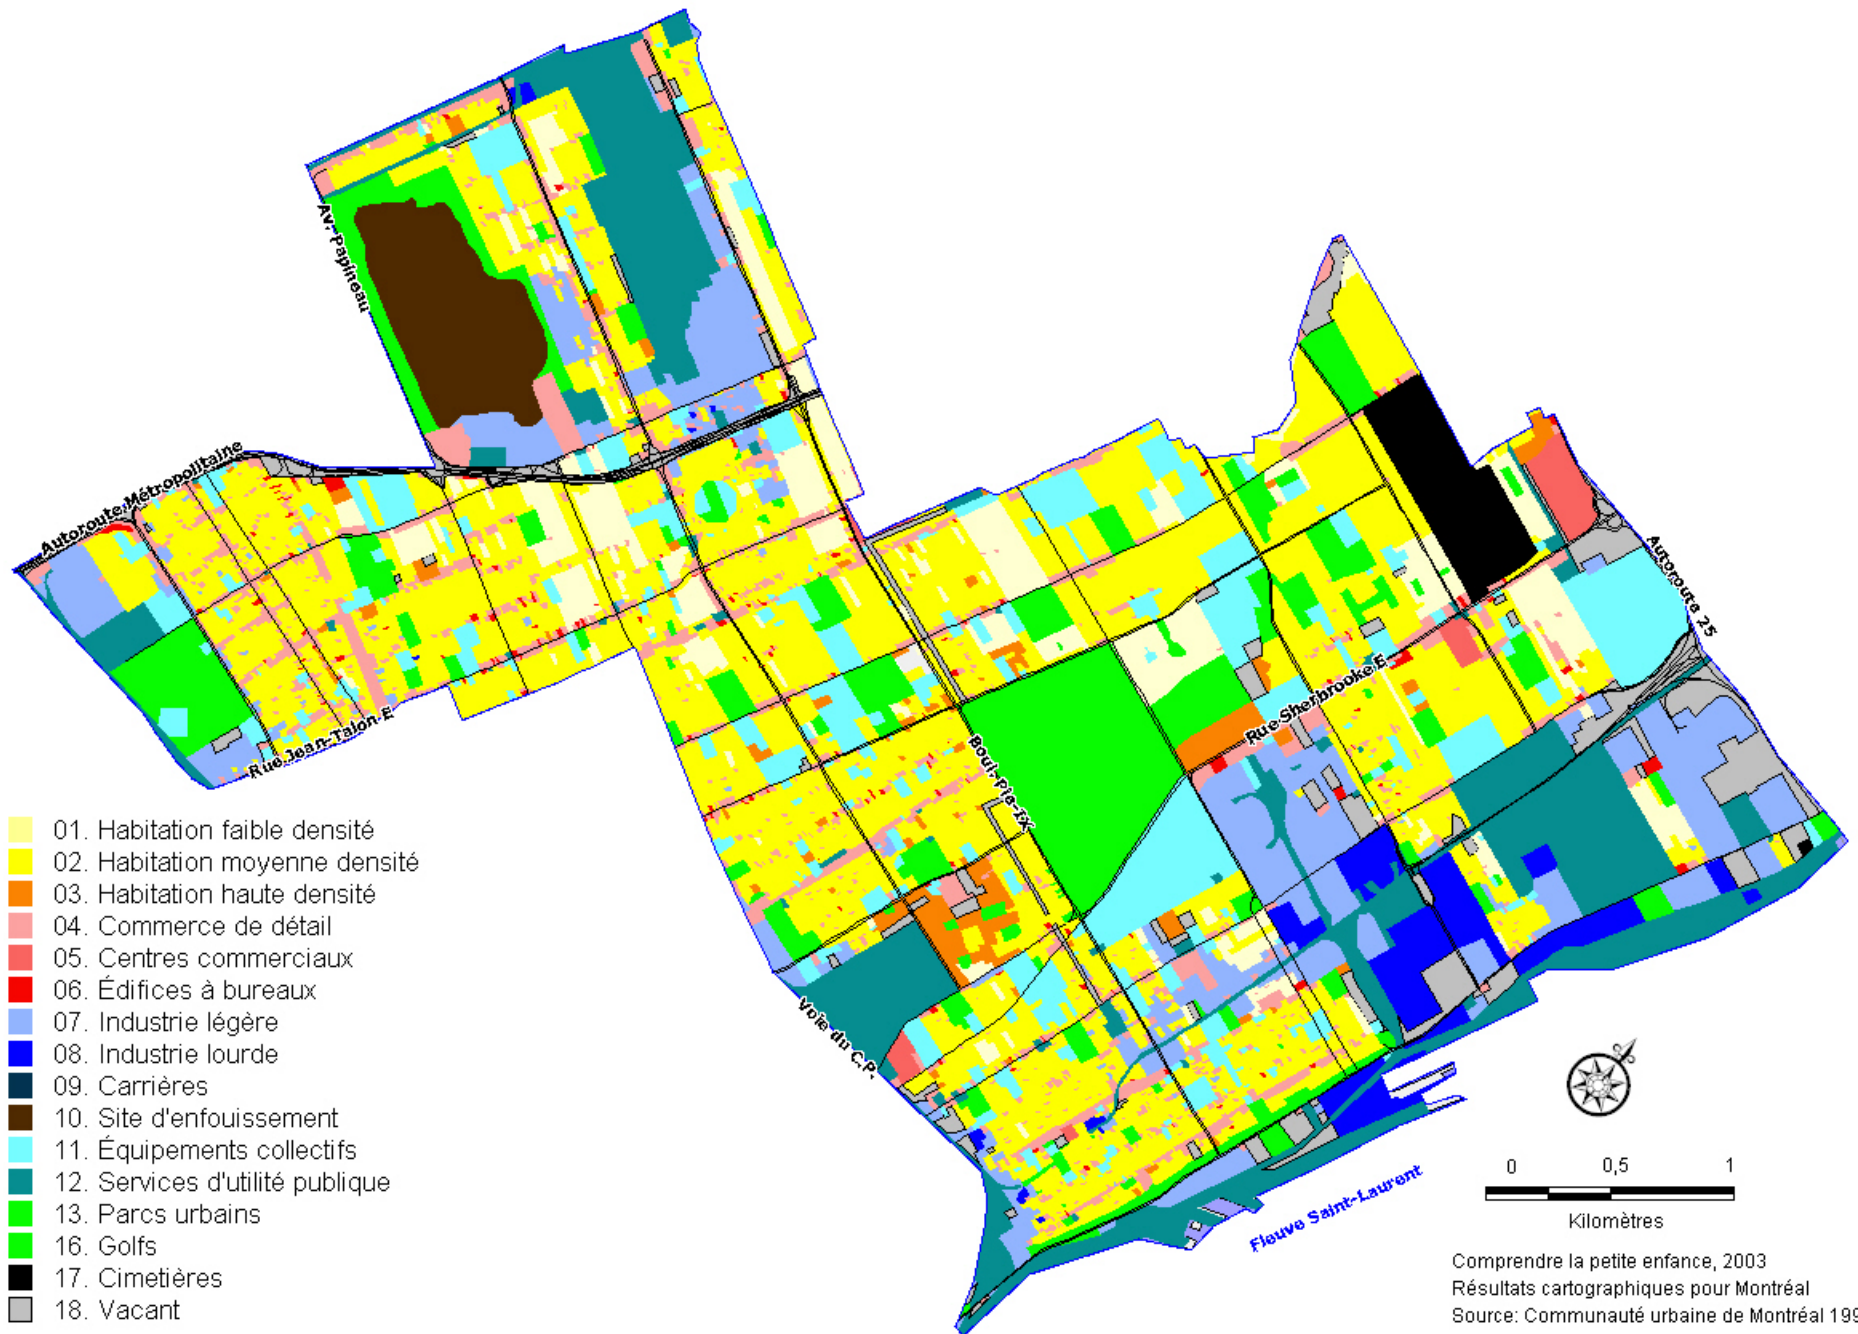 Av. Papineau
Autoroute Métropolitaine
Autoroute 25
Rue Sherbrooke E
Rue Jean-Talon E
Boul. Pie-IX
Voie du C.P.
Fleuve Saint-Laurent
01. Habitation faible densité
02. Habitation moyenne densité
03. Habitation haute densité
04. Commerce de détail
05. Centres commerciaux
06. Édifices à bureaux
07. Industrie légère
08. Industrie lourde
09. Carrières
10. Site d'enfouissement
11. Équipements collectifs
12. Services d'utilité publique
13. Parcs urbains
16. Golfs
17. Cimetières
18. Vacant
0 0,5 1
Kilomètres
Comprendre la petite enfance, 2003
Résultats cartographiques pour Montréal
Source: Communauté urbaine de Montréal 199